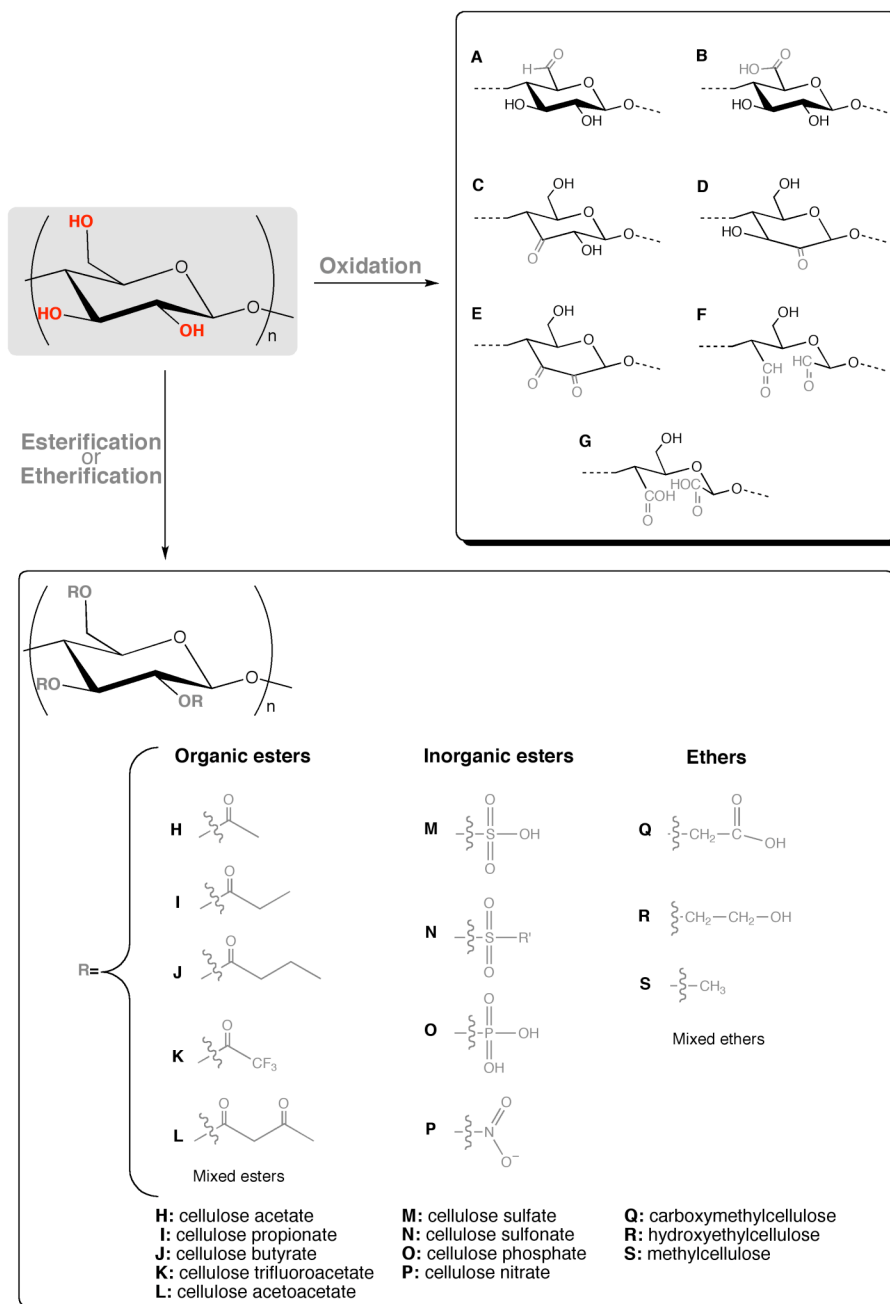 A
H
O
O
HO
OH
O
B
HO
O
O
HO
OH
O
C
OH
O
O
OH
O
D
OH
O
HO
O
O
E
OH
O
O
O
O
F
OH
O
CH
O
HC
O
O
G
OH
O
HO
C
O
COH
O
O
HO
HO
OH
O
O
n
Oxidation
Esterification
or
Etherification
RO
RO
OR
O
O
n
Organic esters
Inorganic esters
Ethers
R=
H
O
I
O
J
O
K
O
CF3
L
O
O
Mixed esters
M
O
S
OH
O
N
O
S
R'
O
O
O
P
OH
OH
P
O
N
O−
Q
CH2
C
O
OH
R
CH2—CH2—OH
S
CH3
Mixed ethers
H: cellulose acetate
I: cellulose propionate
J: cellulose butyrate
K: cellulose trifluoroacetate
L: cellulose acetoacetate
M: cellulose sulfate
N: cellulose sulfonate
O: cellulose phosphate
P: cellulose nitrate
Q: carboxymethylcellulose
R: hydroxyethylcellulose
S: methylcellulose